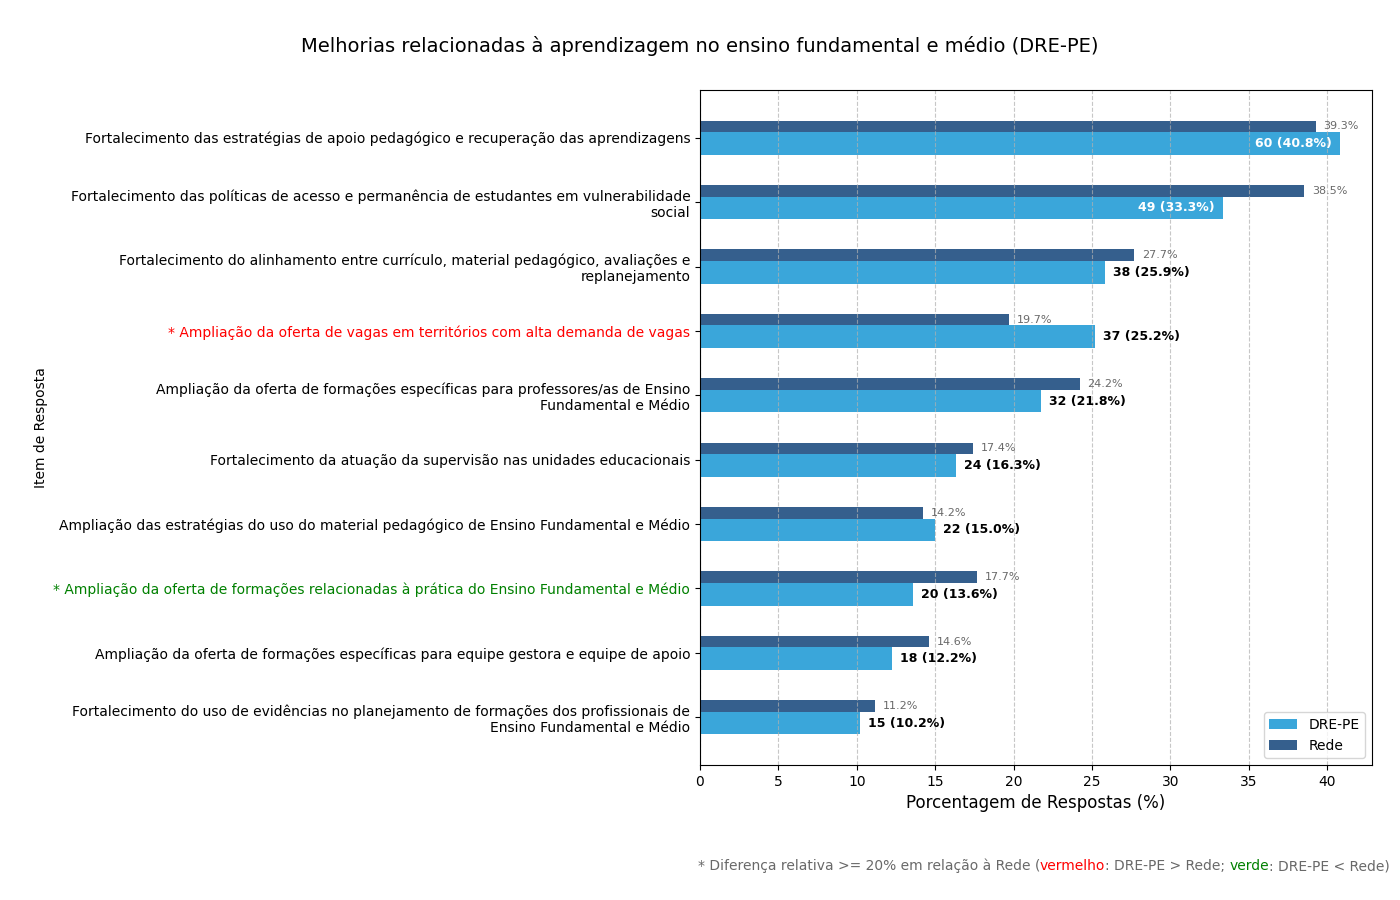 Melhorias relacionadas à aprendizagem no ensino fundamental e médio (DRE-PE)
Item de Resposta
Fortalecimento das estratégias de apoio pedagógico e recuperação das aprendizagens
39.3%
60 (40.8%)
Fortalecimento das políticas de acesso e permanência de estudantes em vulnerabilidade
social
38.5%
49 (33.3%)
Fortalecimento do alinhamento entre currículo, material pedagógico, avaliações e
replanejamento
27.7%
38 (25.9%)
* Ampliação da oferta de vagas em territórios com alta demanda de vagas
19.7%
37 (25.2%)
Ampliação da oferta de formações específicas para professores/as de Ensino
Fundamental e Médio
24.2%
32 (21.8%)
Fortalecimento da atuação da supervisão nas unidades educacionais
17.4%
24 (16.3%)
Ampliação das estratégias do uso do material pedagógico de Ensino Fundamental e Médio
14.2%
22 (15.0%)
* Ampliação da oferta de formações relacionadas à prática do Ensino Fundamental e Médio
17.7%
20 (13.6%)
Ampliação da oferta de formações específicas para equipe gestora e equipe de apoio
14.6%
18 (12.2%)
Fortalecimento do uso de evidências no planejamento de formações dos profissionais de
Ensino Fundamental e Médio
11.2%
15 (10.2%)
DRE-PE
Rede
0 5 10 15 20 25 30 35 40
Porcentagem de Respostas (%)
* Diferença relativa >= 20% em relação à Rede (vermelho: DRE-PE > Rede; verde: DRE-PE < Rede)